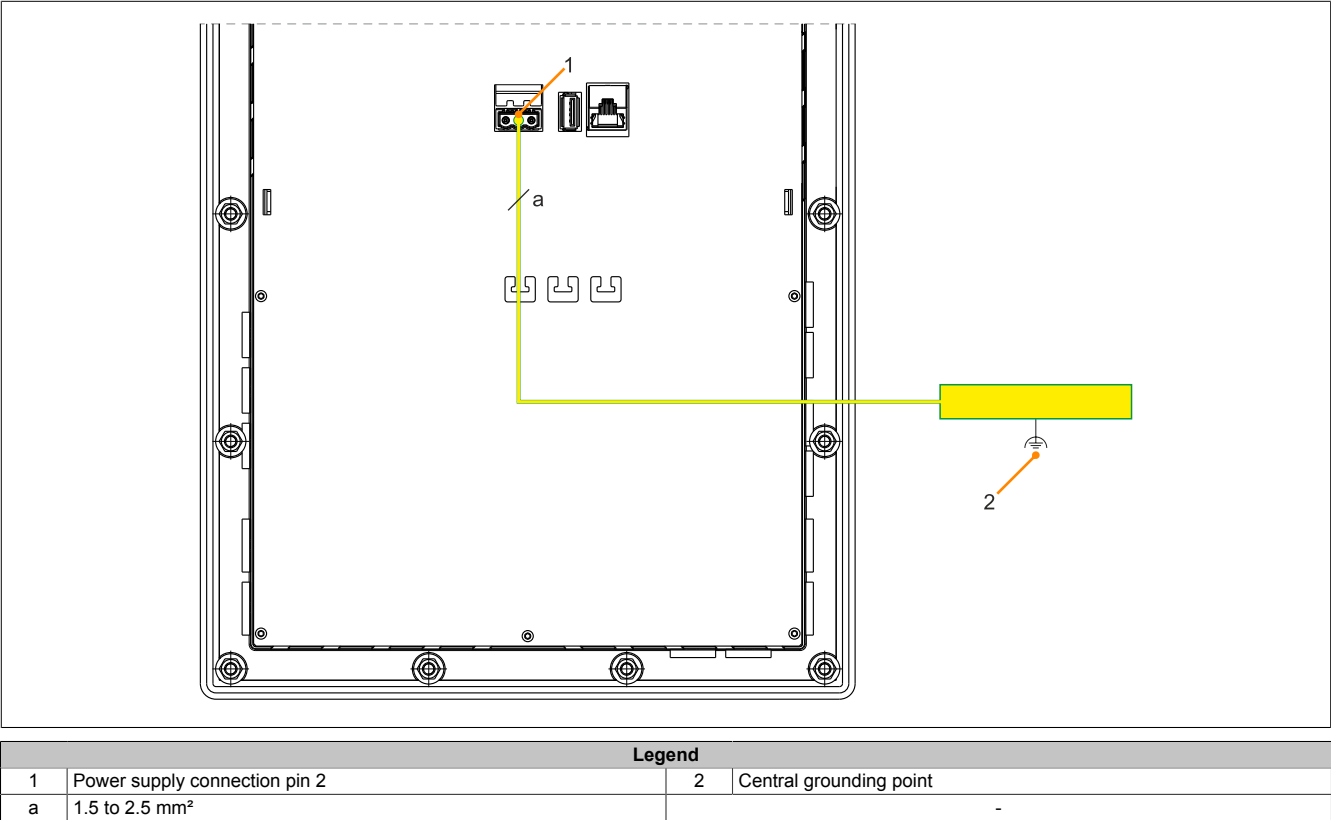 1
a
2
Legend
1 Power supply connection pin 2 2 Central grounding point
a 1.5 to 2.5 mm² -